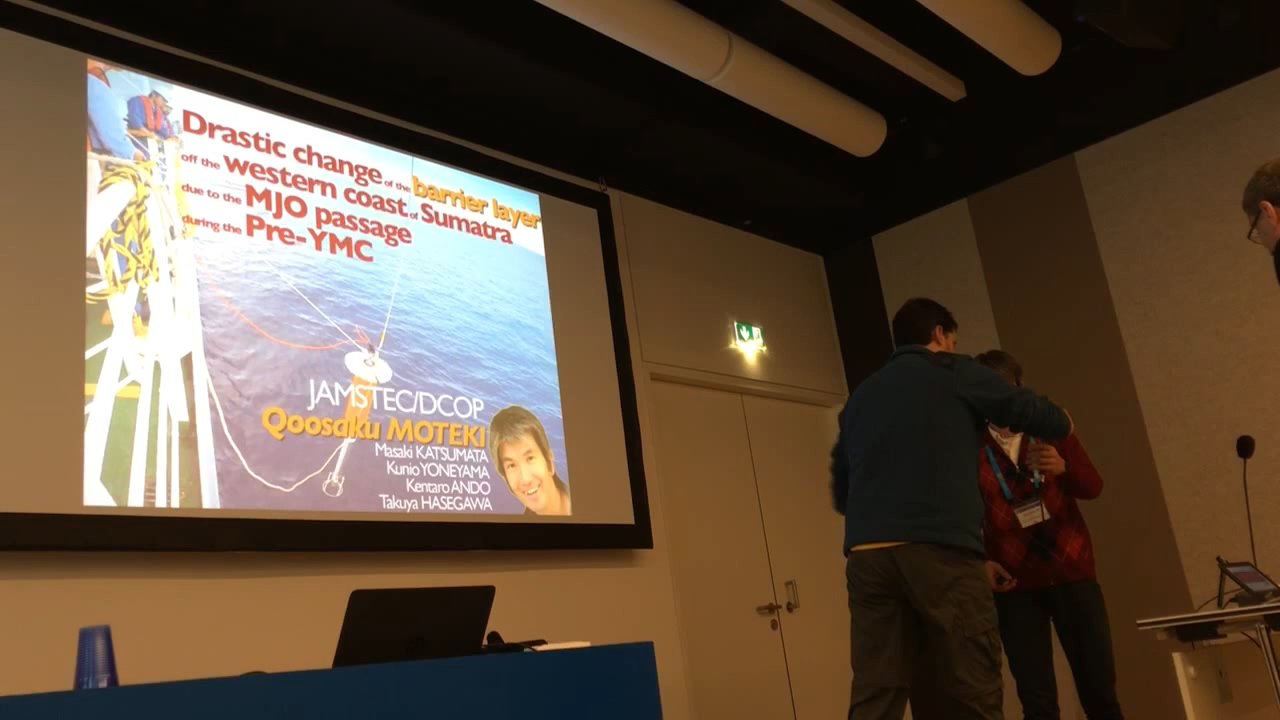 Drastic change of the barrier layer
off the western coast of Sumatra
due to the MJO passage
during the Pre-YMC
JAMSTEC/DCOP
Qoosaku MOTEKI
Masaki KATSUMATA
Kunio YONEYAMA
Kentaro ANDO
Takuya HASEGAWA